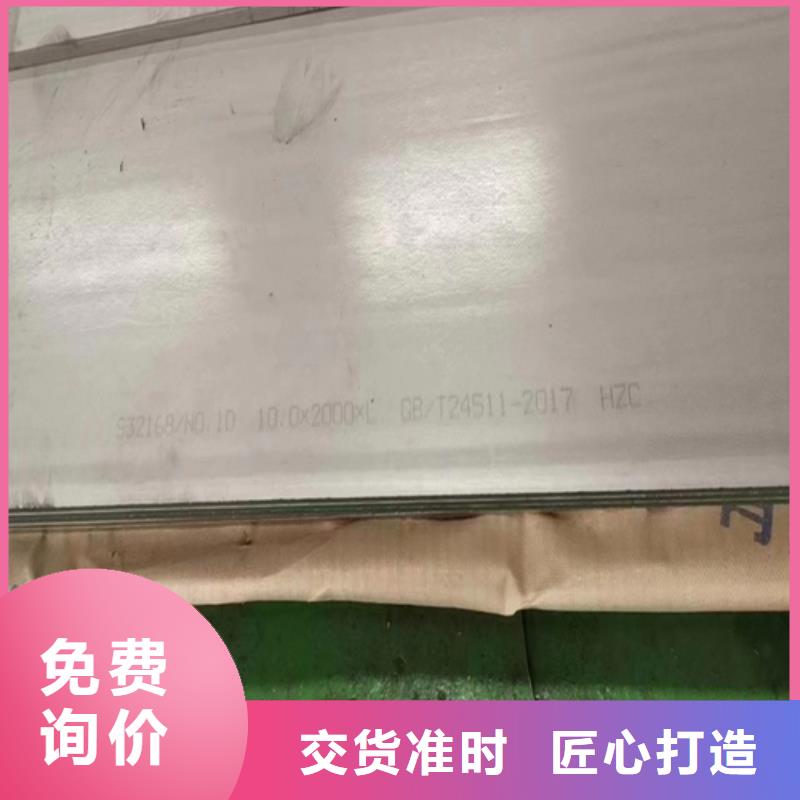 S32168/NO.1D 10.0×2000×L GB/T24511-2017 HZC
免费
询价
交货准时 匠心打造